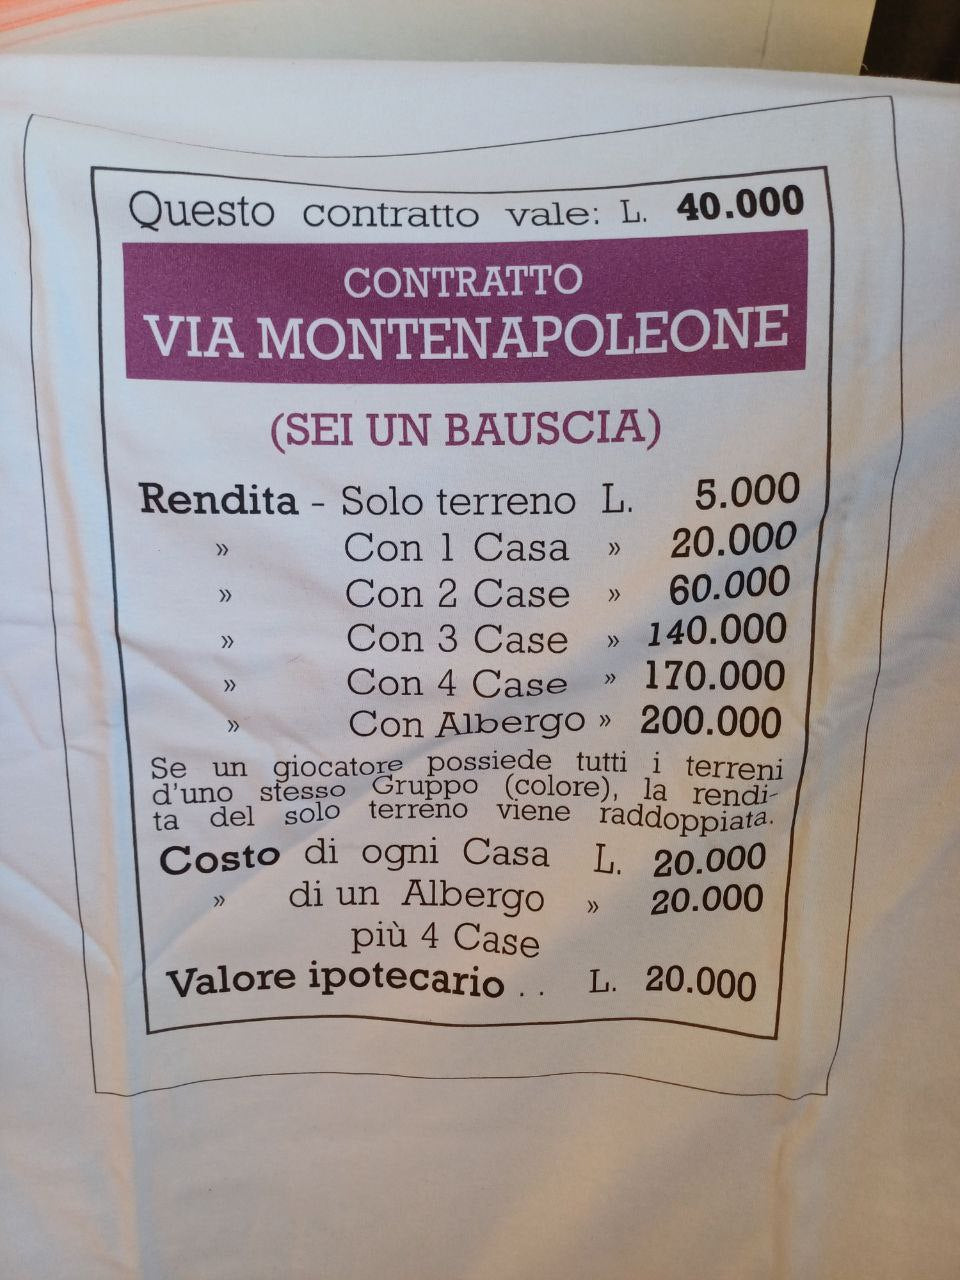 Questo contratto vale: L. 40.000
CONTRATTO
VIA MONTENAPOLEONE
(SEI UN BAUSCIA)
Rendita - Solo terreno L. 5.000
» Con 1 Casa » 20.000
» Con 2 Case » 60.000
» Con 3 Case » 140.000
» Con 4 Case » 170.000
» Con Albergo » 200.000
Se un giocatore possiede tutti i terreni
d'uno stesso Gruppo (colore), la rendi-
ta del solo terreno viene raddoppiata.
Costo di ogni Casa L. 20.000
» di un Albergo » 20.000
più 4 Case
Valore ipotecario . . L. 20.000